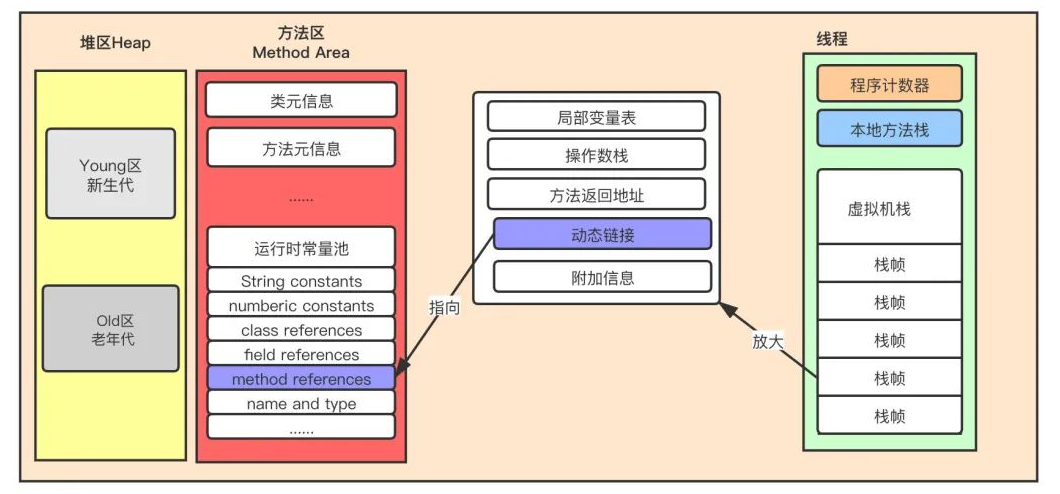 堆区Heap
Young区
新生代
Old区
老年代
方法区
Method Area
类元信息
方法元信息
......
运行时常量池
String constants
numberic constants
class references
field references
method references
name and type
......
局部变量表
操作数栈
方法返回地址
动态链接
附加信息
指向
放大
线程
程序计数器
本地方法栈
虚拟机栈
栈帧
栈帧
栈帧
栈帧
栈帧